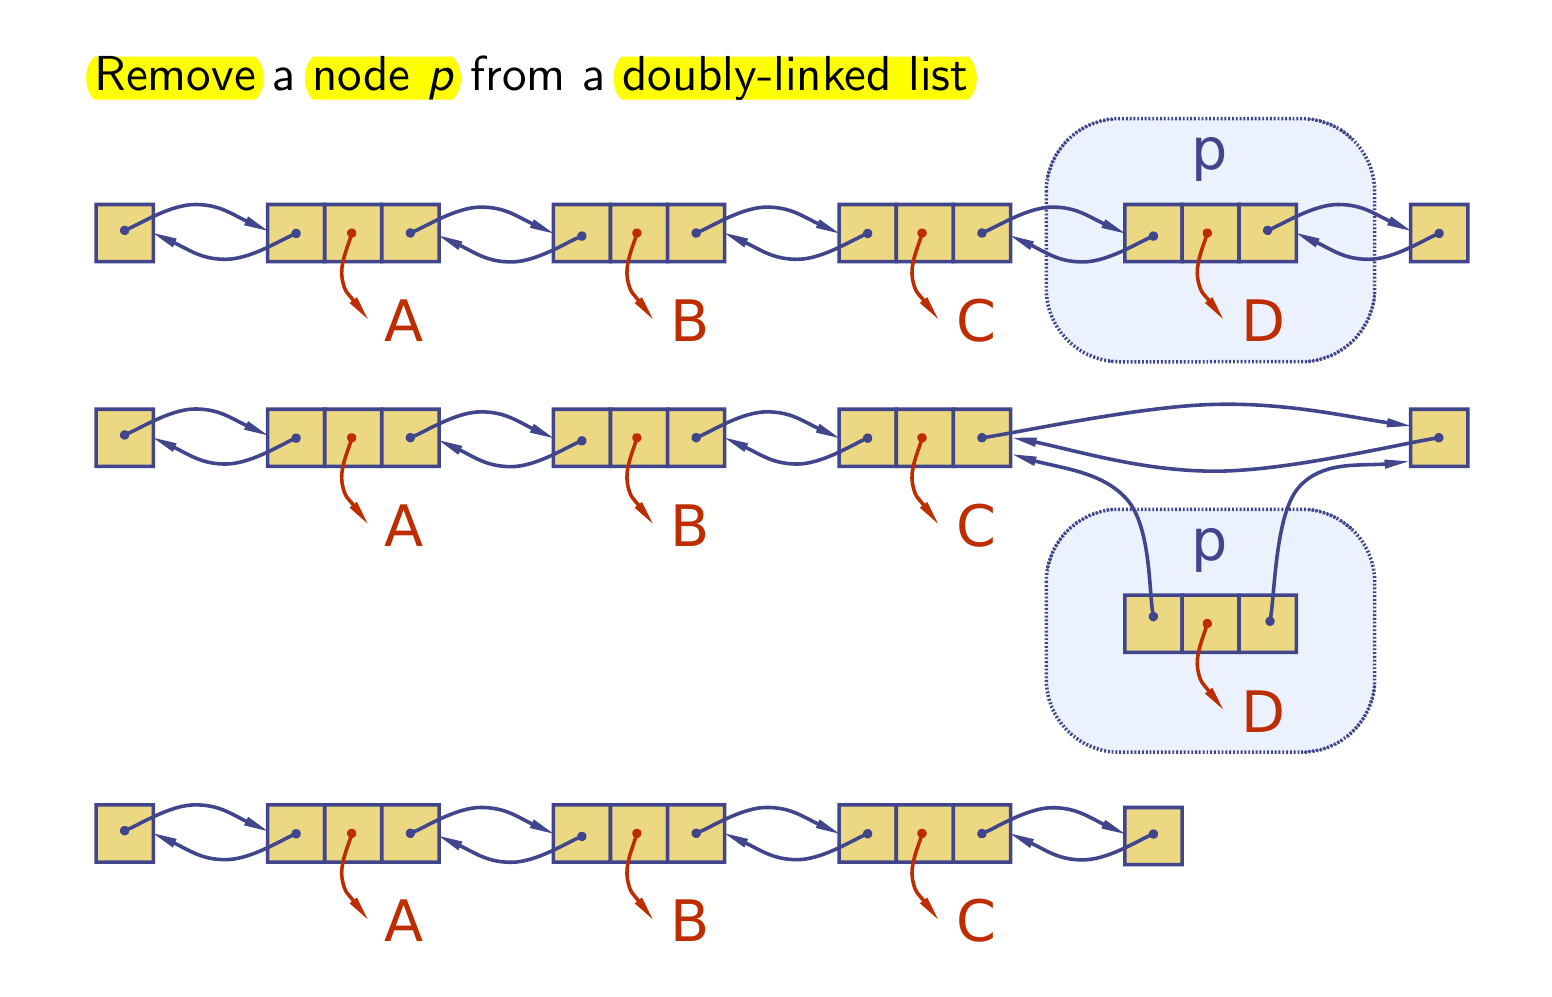 Remove a node p from a doubly-linked list
p
A B C D
A B C
p
D
A B C